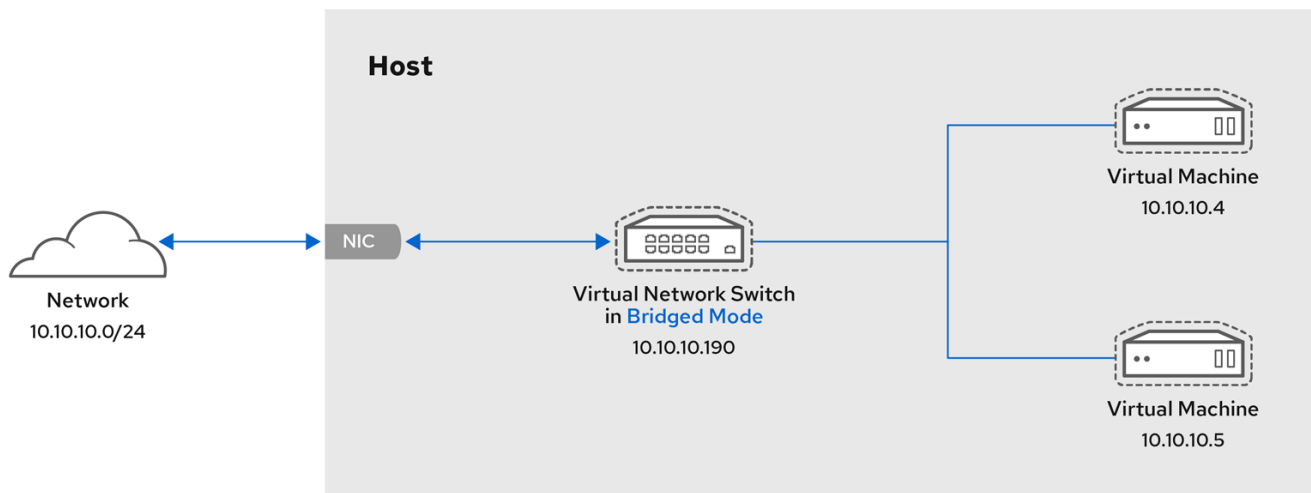 Host
NIC
Network
10.10.10.0/24
Virtual Network Switch
in Bridged Mode
10.10.10.190
Virtual Machine
10.10.10.4
Virtual Machine
10.10.10.5